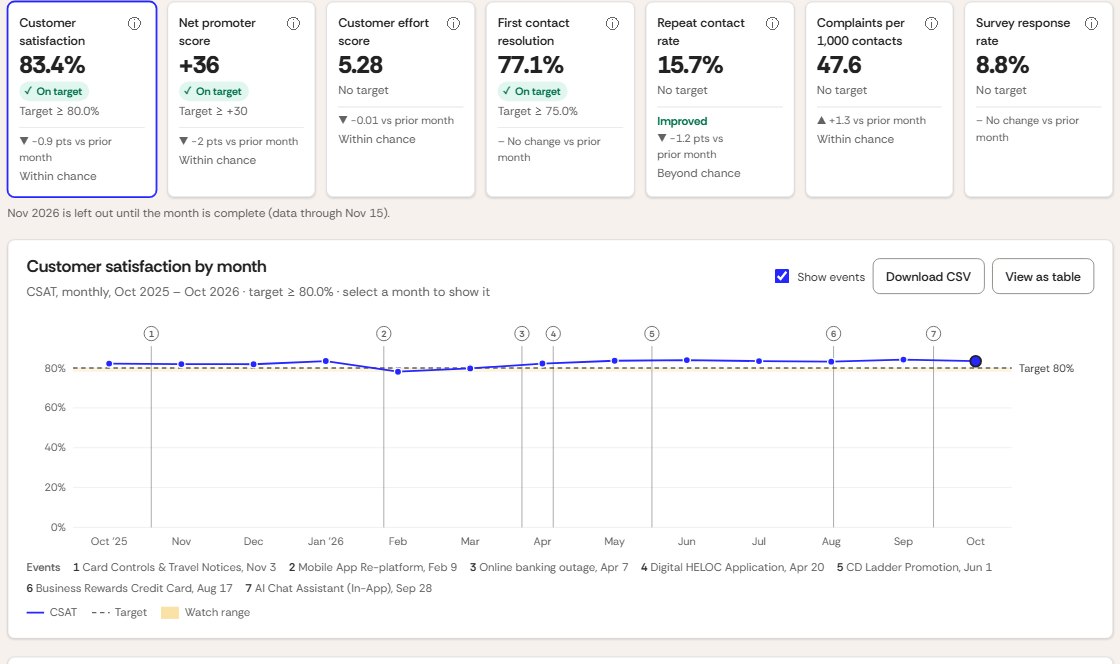 Customer satisfaction
83.4%
✓ On target
Target ≥ 80.0%
▼ −0.9 pts vs prior month
Within chance
Net promoter score
+36
✓ On target
Target ≥ +30
▼ −2 pts vs prior month
Within chance
Customer effort score
5.28
No target
▼ −0.01 vs prior month
Within chance
First contact resolution
77.1%
✓ On target
Target ≥ 75.0%
– No change vs prior month
Repeat contact rate
15.7%
No target
Improved
▼ −1.2 pts vs prior month
Beyond chance
Complaints per 1,000 contacts
47.6
No target
▲ +1.3 vs prior month
Within chance
Survey response rate
8.8%
No target
– No change vs prior month
Nov 2026 is left out until the month is complete (data through Nov 15).
Customer satisfaction by month
CSAT, monthly, Oct 2025 – Oct 2026 · target ≥ 80.0% · select a month to show it
Show events
Download CSV
View as table
1 2 3 4 5 6 7
80%
Target 80%
60%
40%
20%
0%
Oct '25 Nov Dec Jan '26 Feb Mar Apr May Jun Jul Aug Sep Oct
Events 1 Card Controls & Travel Notices, Nov 3 2 Mobile App Re-platform, Feb 9 3 Online banking outage, Apr 7 4 Digital HELOC Application, Apr 20 5 CD Ladder Promotion, Jun 1
6 Business Rewards Credit Card, Aug 17 7 AI Chat Assistant (In-App), Sep 28
CSAT Target Watch range